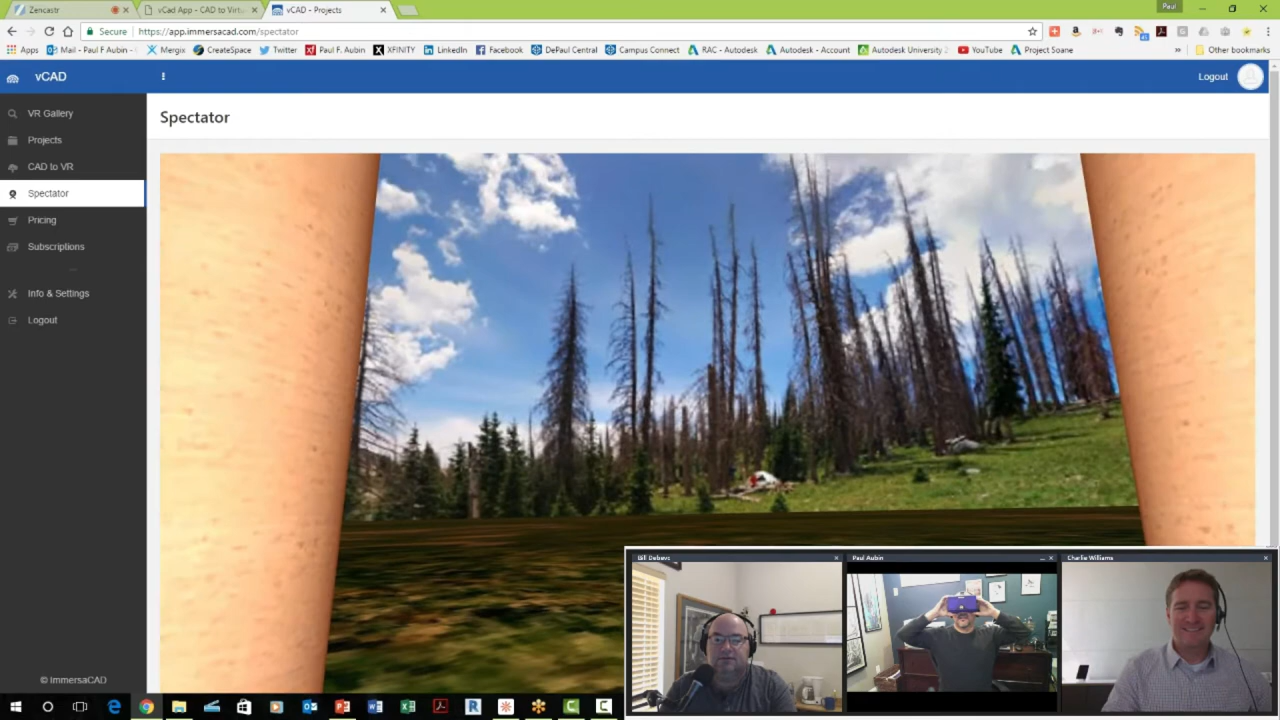 Zencastr
vCad App - CAD to Virtu
vCAD - Projects
Paul
Secure
https://app.immersacad.com/spectator
Apps
Mail - Paul F Aubin -
Mergix
CreateSpace
Twitter
Paul F. Aubin
XFINITY
LinkedIn
Facebook
DePaul Central
Campus Connect
RAC - Autodesk
Autodesk - Account
Autodesk University 2
YouTube
Project Soane
Other bookmarks
vCAD
Logout
VR Gallery
Projects
CAD to VR
Spectator
Pricing
Subscriptions
Info & Settings
Logout
© ImmersaCAD
Spectator
Bill Debevc
Paul Aubin
Charlie Williams